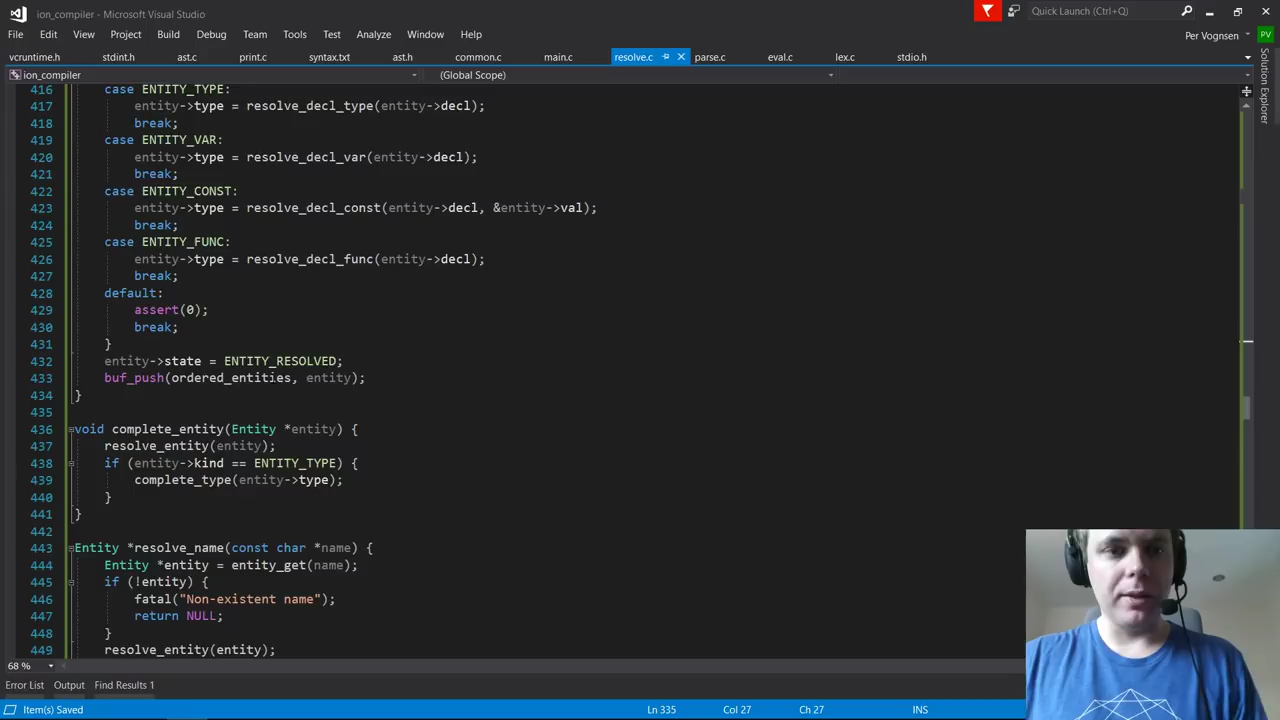 ion_compiler - Microsoft Visual Studio
Quick Launch (Ctrl+Q)
File Edit View Project Build Debug Team Tools Test Analyze Window Help
Per Vognsen PV
vcruntime.h stdint.h ast.c print.c syntax.txt ast.h common.c main.c resolve.c parse.c eval.c lex.c stdio.h
ion_compiler (Global Scope)
Solution Explorer
416 case ENTITY_TYPE:
417 entity->type = resolve_decl_type(entity->decl);
418 break;
419 case ENTITY_VAR:
420 entity->type = resolve_decl_var(entity->decl);
421 break;
422 case ENTITY_CONST:
423 entity->type = resolve_decl_const(entity->decl, &entity->val);
424 break;
425 case ENTITY_FUNC:
426 entity->type = resolve_decl_func(entity->decl);
427 break;
428 default:
429 assert(0);
430 break;
431 }
432 entity->state = ENTITY_RESOLVED;
433 buf_push(ordered_entities, entity);
434 }
435
436 void complete_entity(Entity *entity) {
437 resolve_entity(entity);
438 if (entity->kind == ENTITY_TYPE) {
439 complete_type(entity->type);
440 }
441 }
442
443 Entity *resolve_name(const char *name) {
444 Entity *entity = entity_get(name);
445 if (!entity) {
446 fatal("Non-existent name");
447 return NULL;
448 }
449 resolve_entity(entity);
68 %
Error List Output Find Results 1
Item(s) Saved Ln 335 Col 27 Ch 27 INS